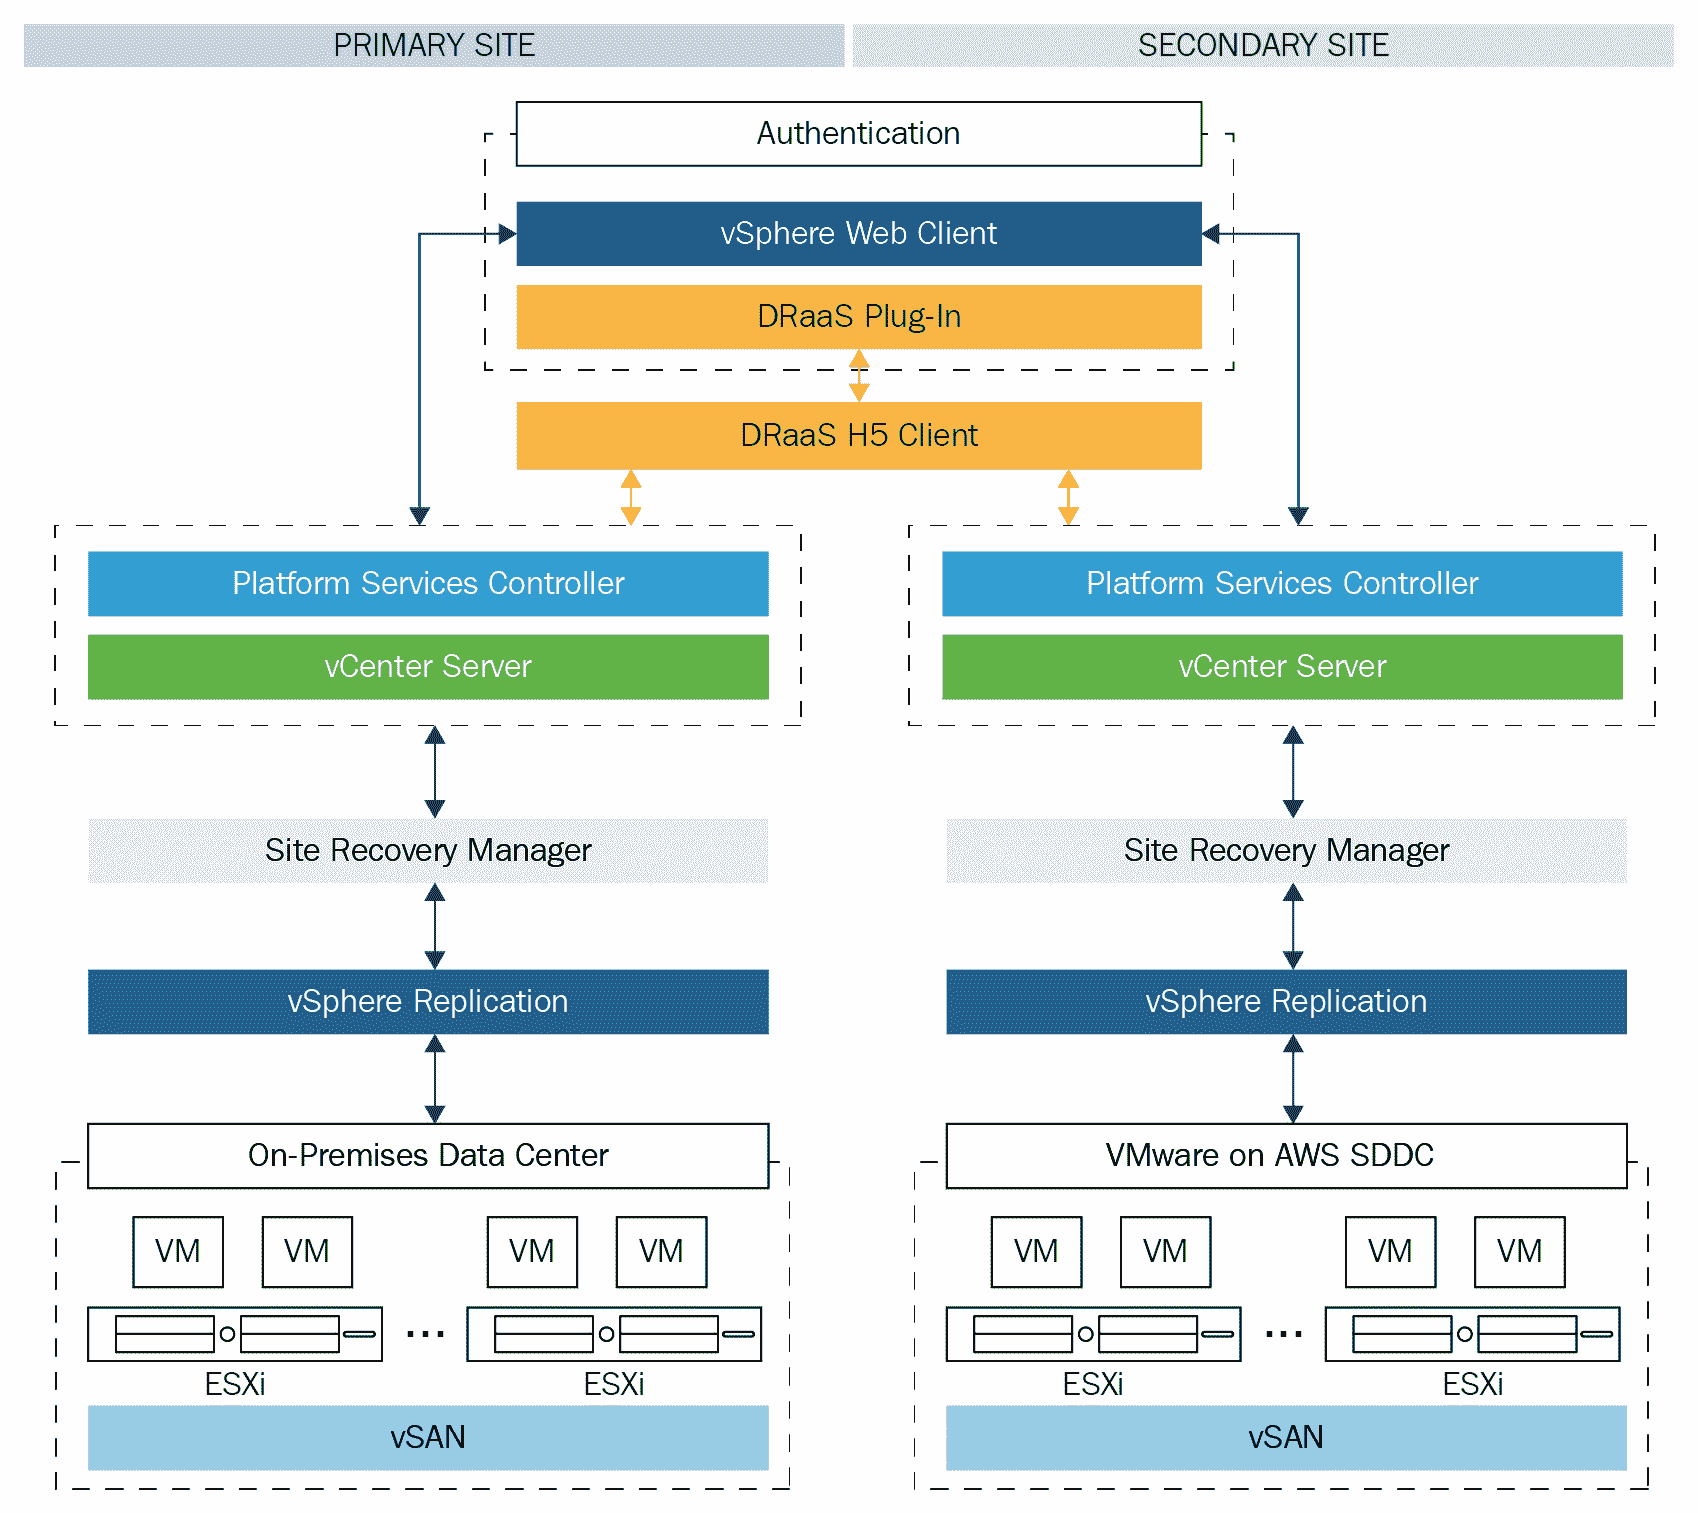 PRIMARY SITE
SECONDARY SITE
Authentication
vSphere Web Client
DRaaS Plug-In
DRaaS H5 Client
Platform Services Controller
vCenter Server
Platform Services Controller
vCenter Server
Site Recovery Manager
Site Recovery Manager
vSphere Replication
vSphere Replication
On-Premises Data Center
VM VM VM VM
... 
ESXi ESXi
vSAN
VMware on AWS SDDC
VM VM VM VM
...
ESXi ESXi
vSAN